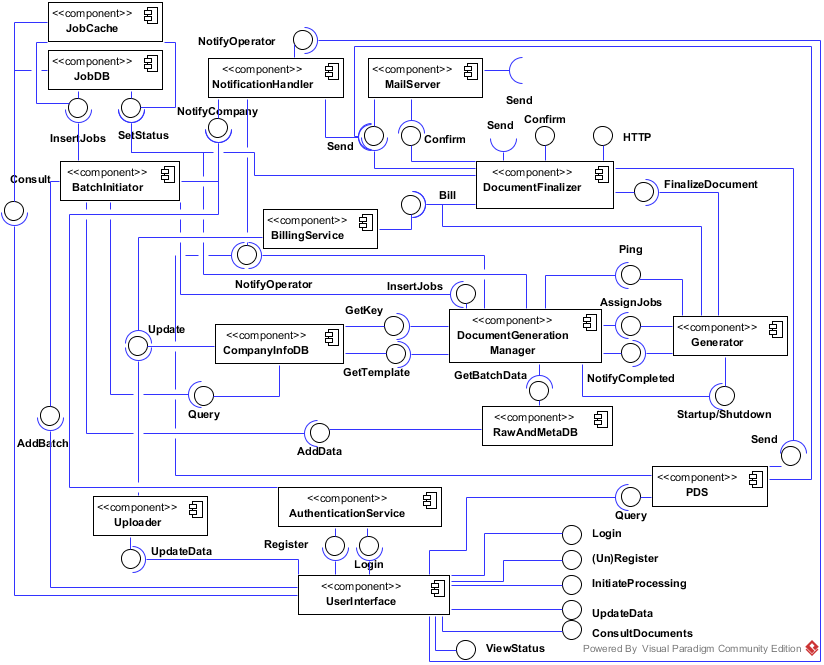 <<component>>
JobCache
NotifyOperator
<<component>>
JobDB
<<component>>
NotificationHandler
<<component>>
MailServer
Send
NotifyCompany
InsertJobs
SetStatus
Send
Confirm
Send
Confirm
HTTP
Consult
<<component>>
BatchInitiator
<<component>>
DocumentFinalizer
FinalizeDocument
Bill
<<component>>
BillingService
Ping
NotifyOperator
InsertJobs
AssignJobs
GetKey
Update
<<component>>
CompanyInfoDB
<<component>>
DocumentGeneration
Manager
<<component>>
Generator
GetTemplate
GetBatchData
NotifyCompleted
Query
Startup/Shutdown
<<component>>
RawAndMetaDB
AddBatch
AddData
Send
<<component>>
PDS
<<component>>
Uploader
<<component>>
AuthenticationService
Query
Register
Login
UpdateData
Login
(Un)Register
<<component>>
UserInterface
InitiateProcessing
UpdateData
ConsultDocuments
ViewStatus
Powered By Visual Paradigm Community Edition